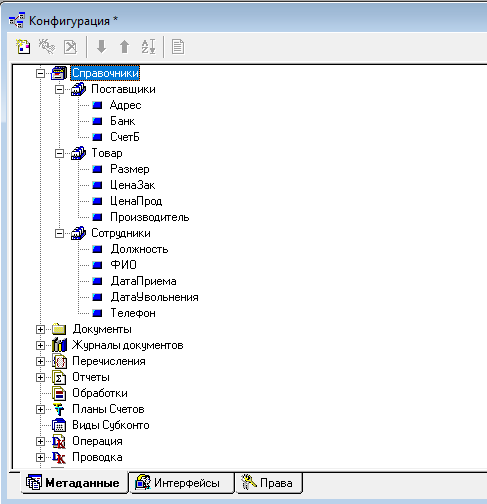 Конфигурация *
Справочники
Поставщики
Адрес
Банк
СчетБ
Товар
Размер
ЦенаЗак
ЦенаПрод
Производитель
Сотрудники
Должность
ФИО
ДатаПриема
ДатаУвольнения
Телефон
Документы
Журналы документов
Перечисления
Отчеты
Обработки
Планы Счетов
Виды Субконто
Операция
Проводка
Метаданные Интерфейсы Права